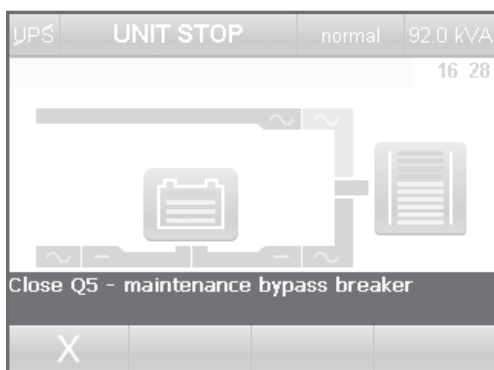 UPS UNIT STOP normal 92.0 kVA
16 28
Close Q5 - maintenance bypass breaker
X